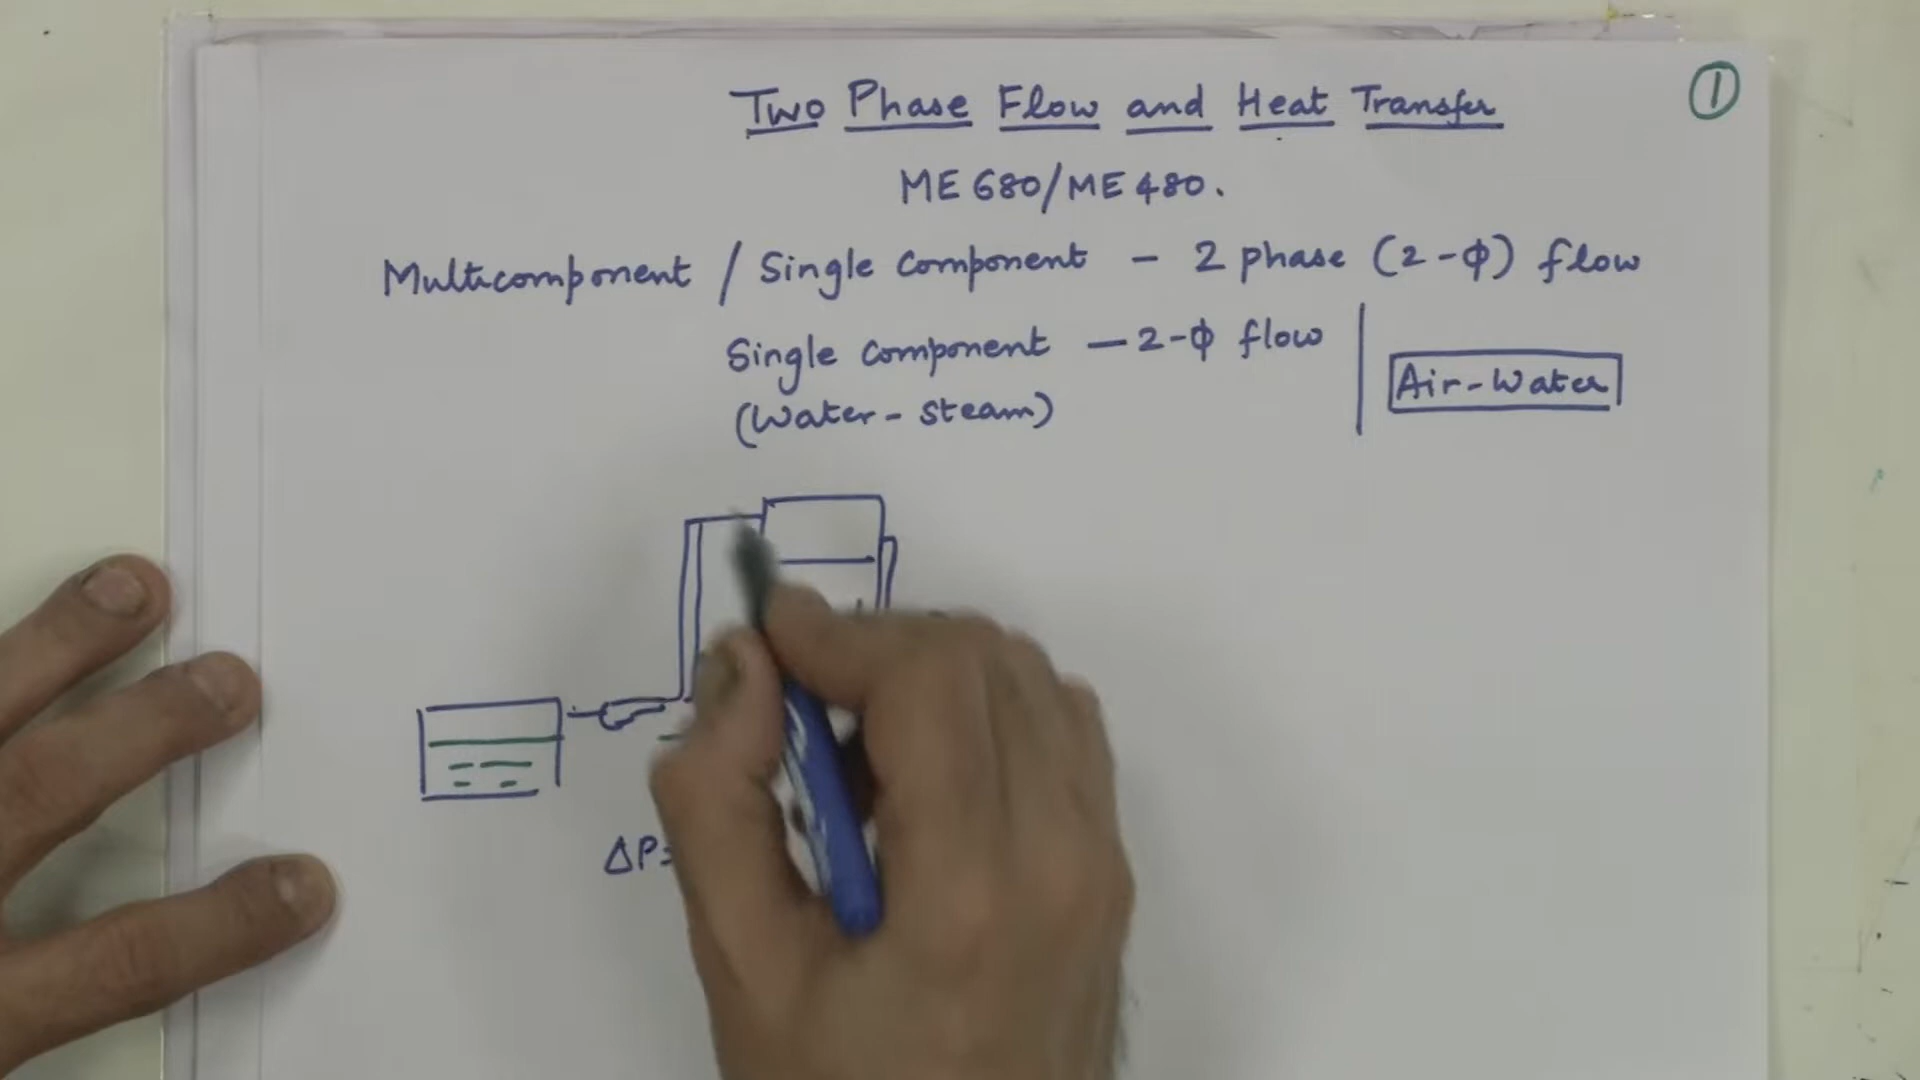 ①
Two Phase Flow and Heat Transfer
ME 680/ME 480.
Multicomponent / Single Component - 2 phase (2-ϕ) flow
Single Component — 2-ϕ flow
(Water - Steam)
Air-Water
ΔP=